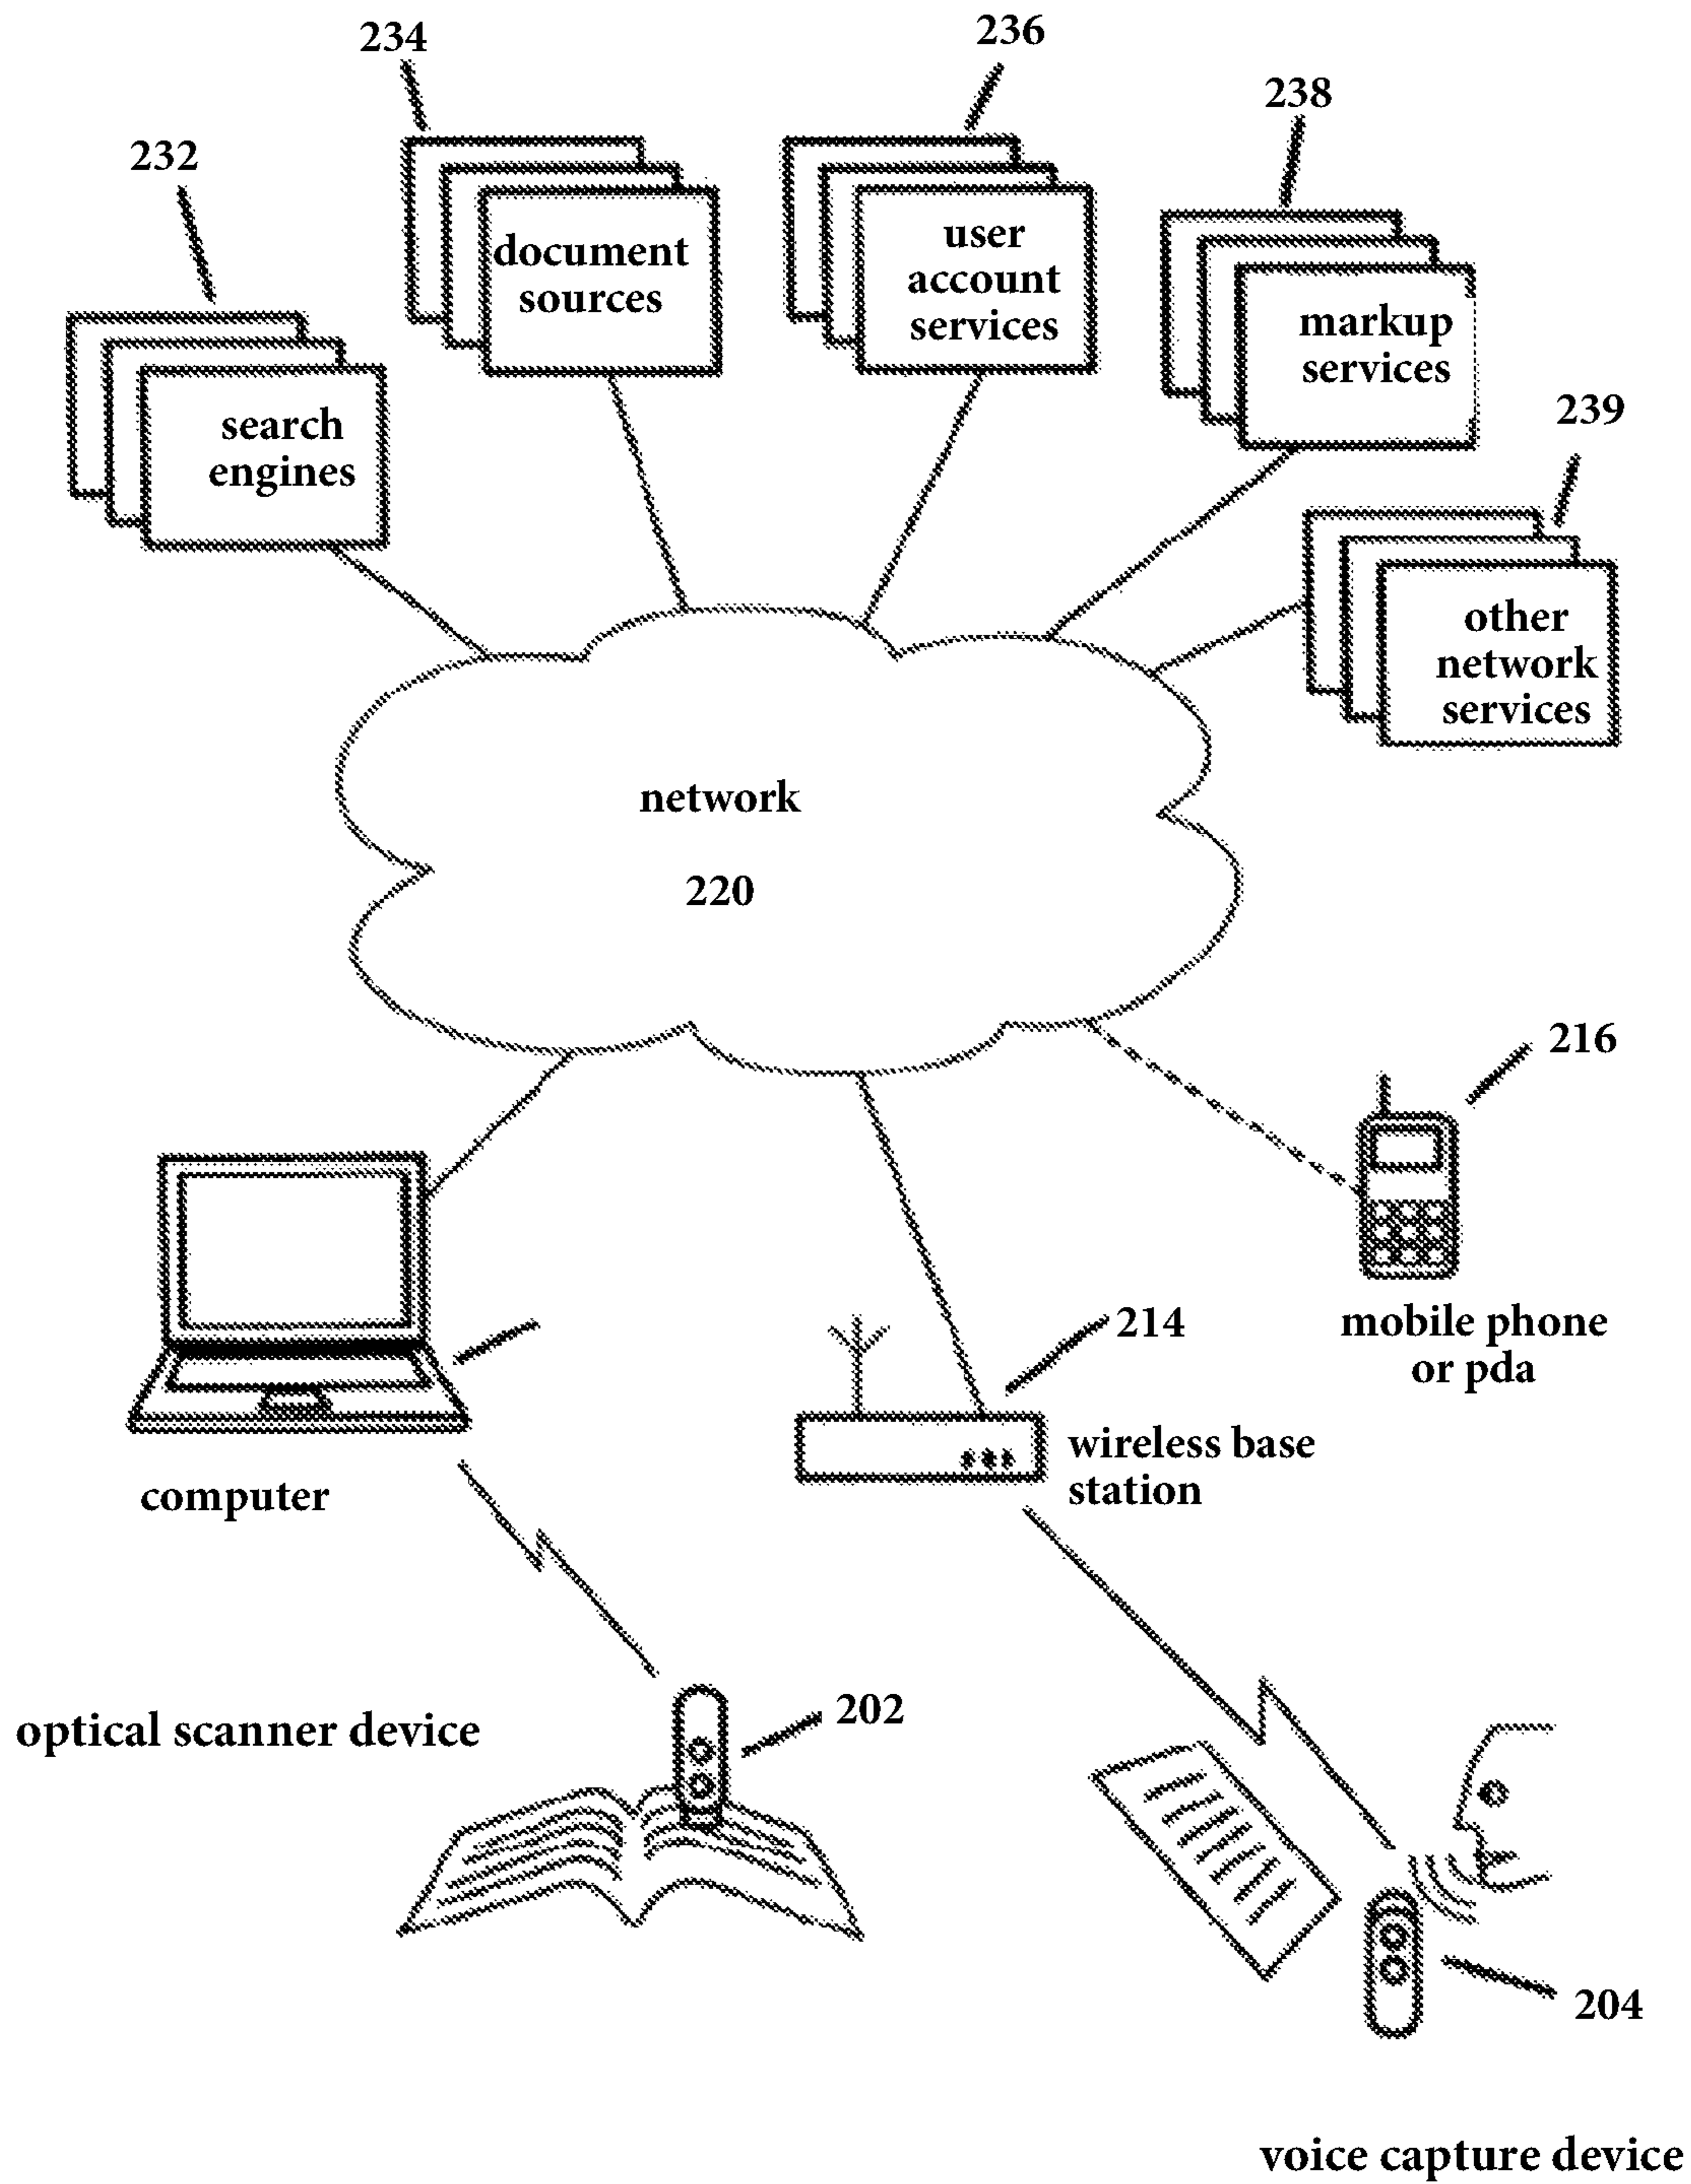 234
236
238
232
document
sources
user
account
services
markup
services
239
search
engines
other
network
services
network
220
216
mobile phone
or pda
214
wireless base
station
computer
optical scanner device
202
204
voice capture device